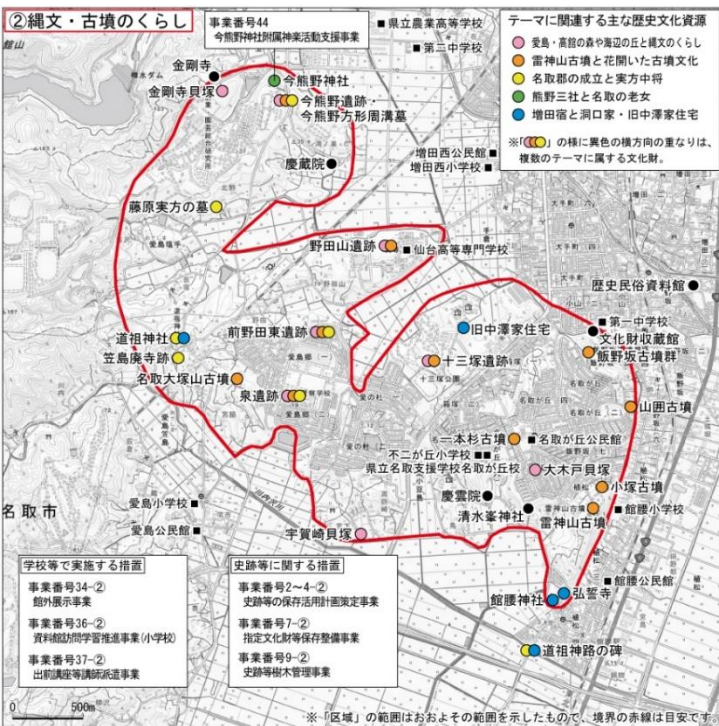 ②縄文・古墳のくらし
事業番号44
今熊野神社附属神楽活動支援事業
テーマに関連する主な歴史文化資源
愛島・高館の森や海辺の丘と縄文のくらし
雷神山古墳と花開いた古墳文化
名取郡の成立と実方中将
熊野三社と名取の老女
増田宿と洞口家・旧中澤家住宅
※「　」の様に異色の横方向の重なりは、
複数のテーマに属する文化財。
県立農業高等学校
第二中学校
館山
樽水ダム
金剛寺
金剛寺貝塚
今熊野神社
今熊野遺跡・
今熊野方形周溝墓
慶蔵院
増田西公民館
増田西小学校
藤原実方の墓
野田山遺跡
仙台高等専門学校
歴史民俗資料館
第一中学校
文化財収蔵館
旧中澤家住宅
前野田東遺跡
飯野坂古墳群
道祖神社
笠島廃寺跡
十三塚遺跡
十三塚公園
名取大塚山古墳
泉遺跡
山囲古墳
一本杉古墳
名取が丘公民館
不二が丘小学校
県立名取支援学校名取が丘校
大木戸貝塚
小塚古墳
慶雲院
清水峯神社
雷神山古墳
館腰小学校
名取市
愛島小学校
愛島公民館
宇賀崎貝塚
館腰公民館
弘誓寺
館腰神社
道祖神路の碑
学校等で実施する措置
事業番号34-②
館外展示事業
事業番号36-②
資料館訪問学習推進事業(小学校)
事業番号37-②
出前講座等講師派遣事業
史跡等に関する措置
事業番号2～4-②
史跡等の保存活用計画策定事業
事業番号7-②
指定文化財等保存整備事業
事業番号9-②
史跡等樹木管理事業
0 500m
※「区域」の範囲はおおよその範囲を示したもので、境界の赤線は目安です